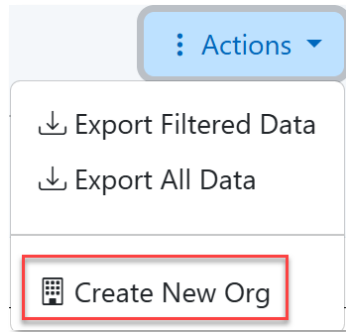 Actions
Export Filtered Data
Export All Data
Create New Org